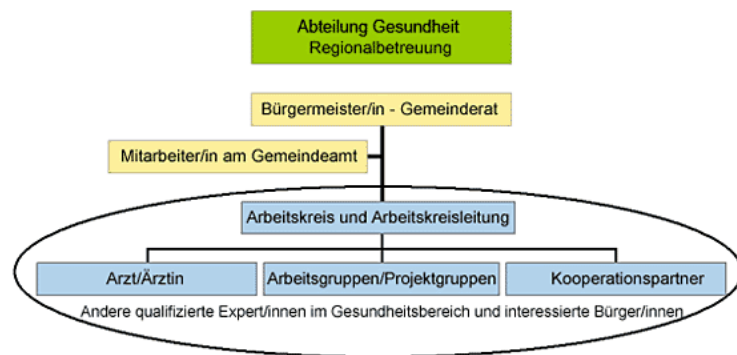 Abteilung Gesundheit
Regionalbetreuung
Bürgermeister/in - Gemeinderat
Mitarbeiter/in am Gemeindeamt
Arbeitskreis und Arbeitskreisleitung
Arzt/Ärztin
Arbeitsgruppen/Projektgruppen
Kooperationspartner
Andere qualifizierte Expert/innen im Gesundheitsbereich und interessierte Bürger/innen